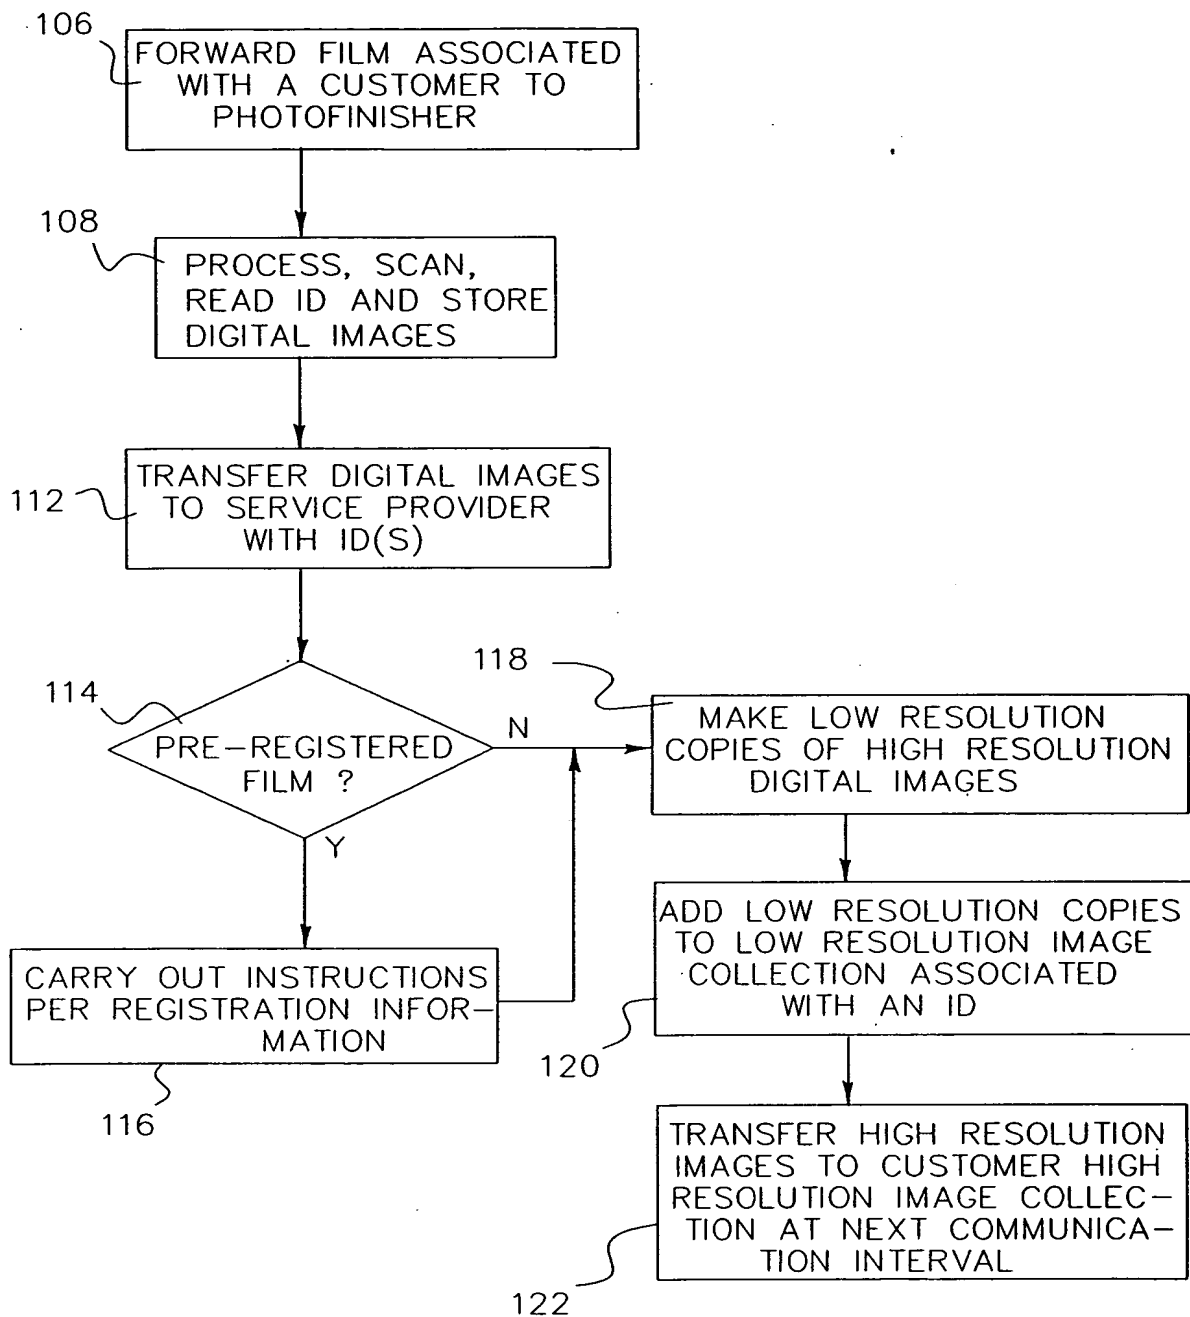 106
FORWARD FILM ASSOCIATED
WITH A CUSTOMER TO
PHOTOFINISHER
108
PROCESS, SCAN,
READ ID AND STORE
DIGITAL IMAGES
112
TRANSFER DIGITAL IMAGES
TO SERVICE PROVIDER
WITH ID(S)
114
PRE-REGISTERED
FILM ?
N
Y
116
CARRY OUT INSTRUCTIONS
PER REGISTRATION INFOR-
MATION
118
MAKE LOW RESOLUTION
COPIES OF HIGH RESOLUTION
DIGITAL IMAGES
120
ADD LOW RESOLUTION COPIES
TO LOW RESOLUTION IMAGE
COLLECTION ASSOCIATED
WITH AN ID
122
TRANSFER HIGH RESOLUTION
IMAGES TO CUSTOMER HIGH
RESOLUTION IMAGE COLLEC-
TION AT NEXT COMMUNICA-
TION INTERVAL